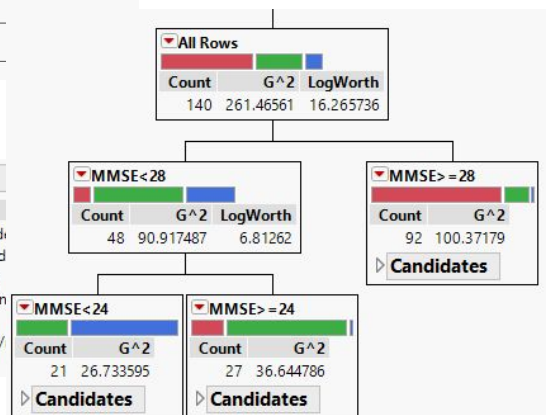 All Rows
Count G^2 LogWorth
140 261.46561 16.265736
MMSE<28
Count G^2 LogWorth
48 90.917487 6.81262
MMSE>=28
Count G^2
92 100.37179
Candidates
MMSE<24
Count G^2
21 26.733595
Candidates
MMSE>=24
Count G^2
27 36.644786
Candidates